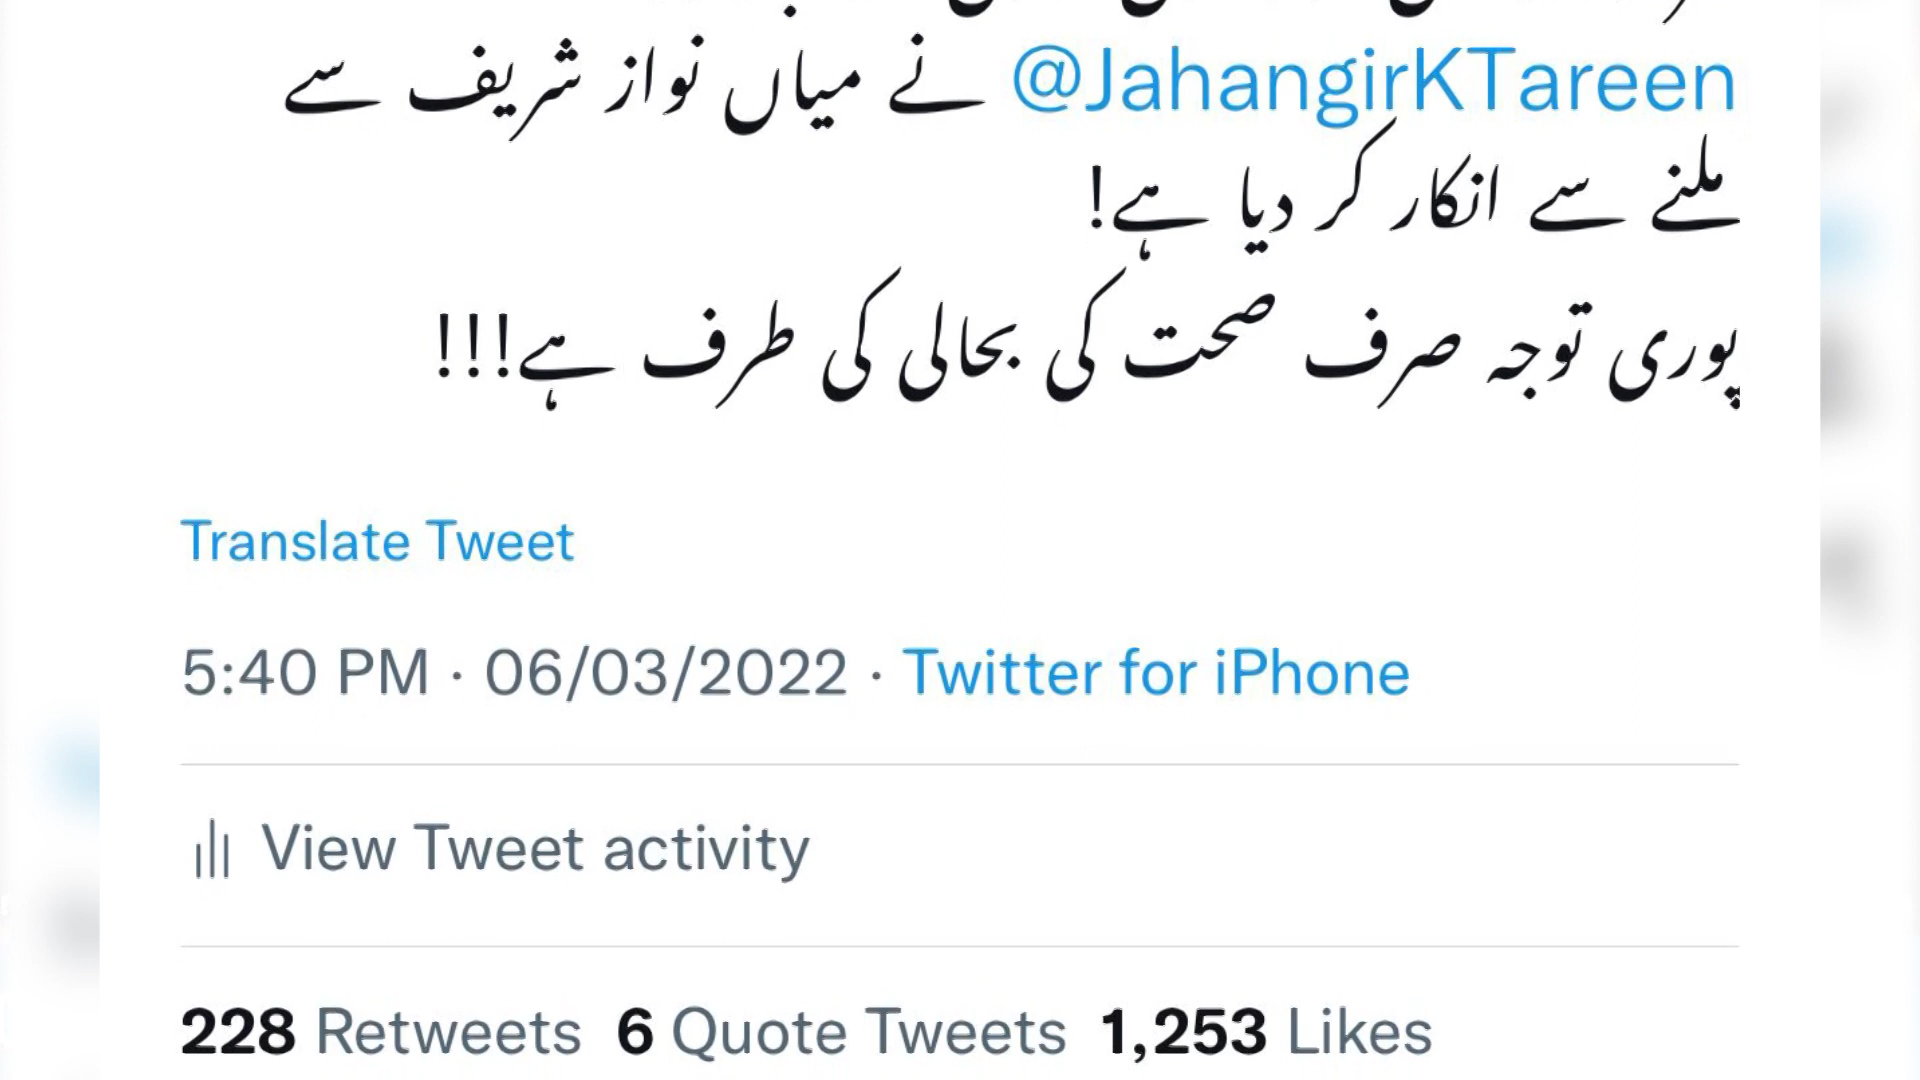 @JahangirKTareen نے میاں نواز شریف سے
ملنے سے انکار کر دیا ہے!
پوری توجہ صرف صحت کی بحالی کی طرف ہے!!!
Translate Tweet
5:40 PM · 06/03/2022 · Twitter for iPhone
View Tweet activity
228 Retweets 6 Quote Tweets 1,253 Likes